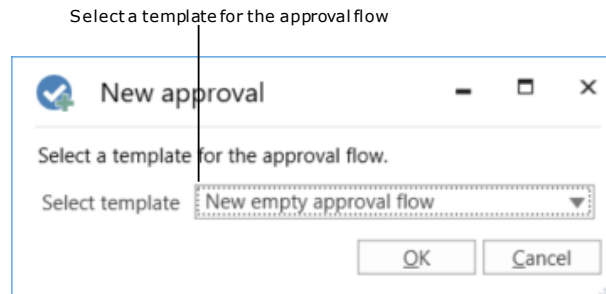 Select a template for the approval flow
New approval
Select a template for the approval flow.
Select template New empty approval flow
OK Cancel